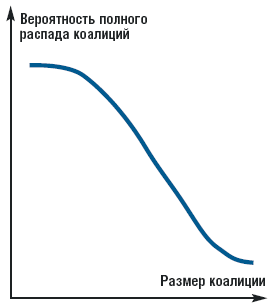 Вероятность полного
распада коалиций
Размер коалиции